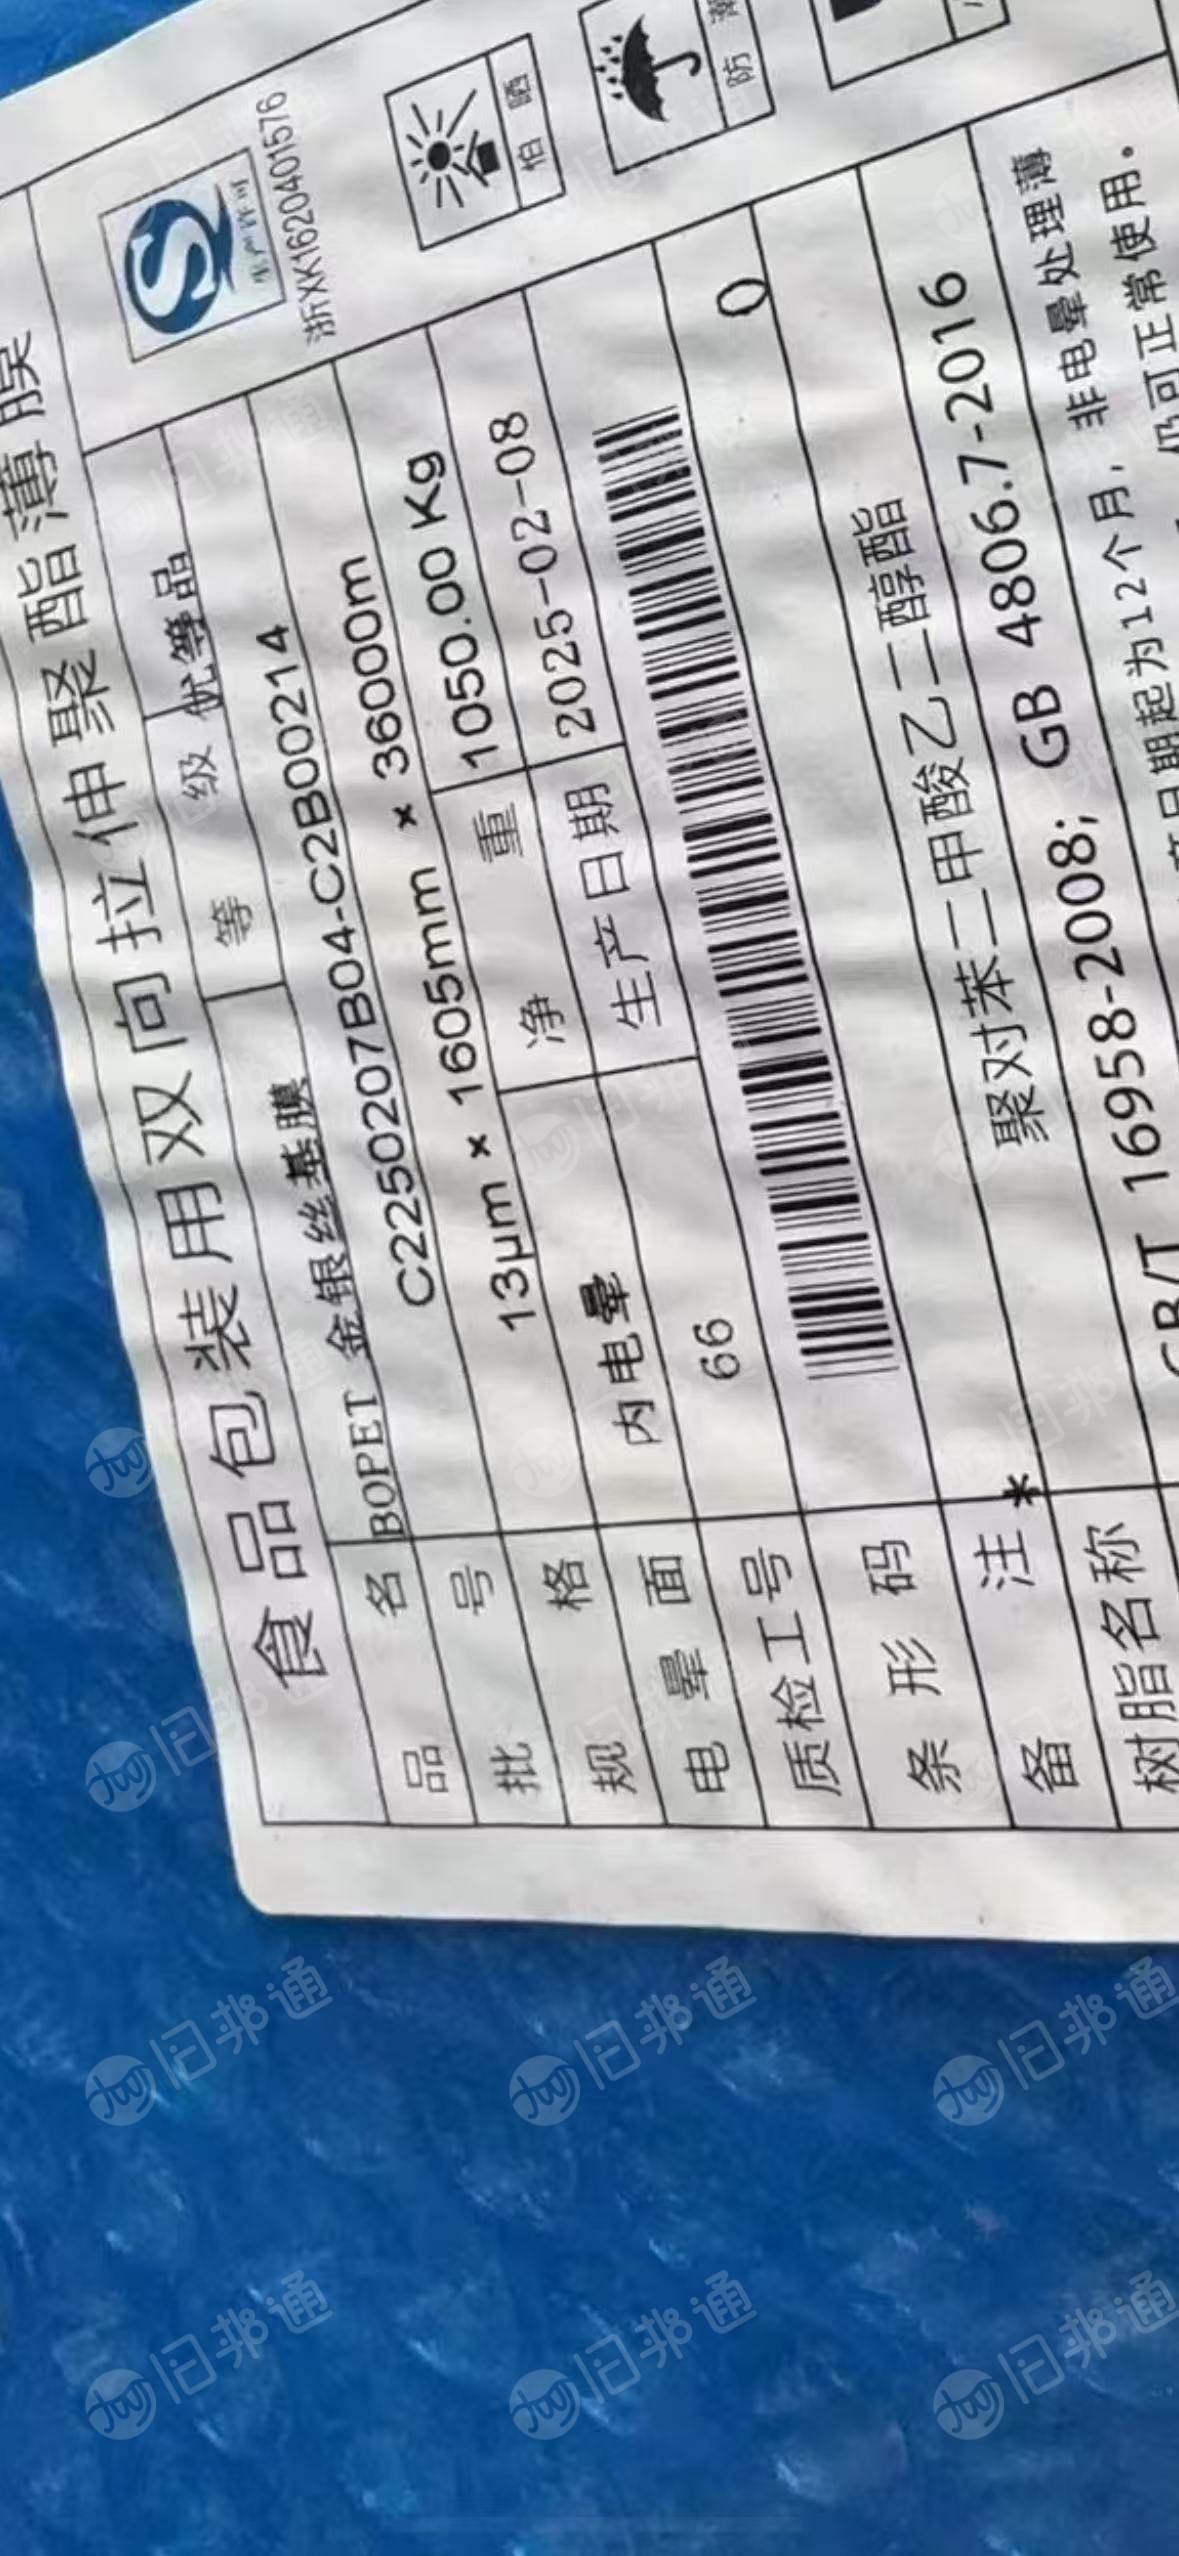 食品包装用双向拉伸聚酯薄膜
品名 BOPET 金银丝基膜 等级 优等品
批号 C2250207B04-C2B00214
规格 13μm × 1605mm × 36000m
电晕面 内电晕 净重 1050.00 Kg
质检工号 66 生产日期 2025-02-08
条形码
0
备注 *
树脂名称 聚对苯二甲酸乙二醇酯
GB/T 16958-2008; GB 4806.7-2016
产品日期起为12个月, 非电晕处理薄
仍可正常使用。
生产许可
浙XK1620401576
怕晒
防潮
旧邦通